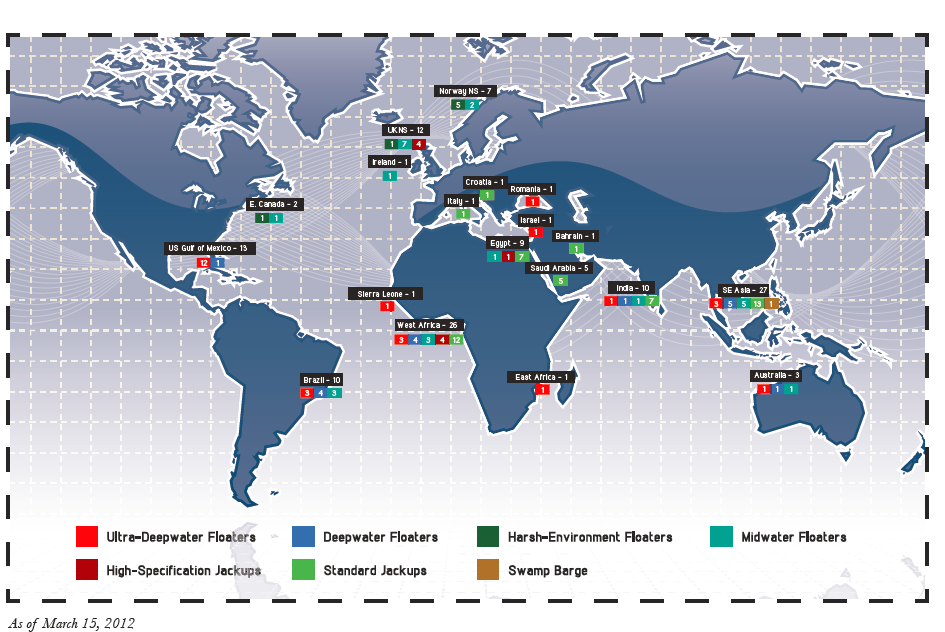 Norway NS - 7
5 2
UKNS - 12
1 7 4
Ireland - 1
1
Croatia - 1
1
Romania - 1
1
Italy - 1
1
E. Canada - 2
1 1
Israel - 1
1
US Gulf of Mexico - 13
12 1
Egypt - 9
1 1 7
Bahrain - 1
1
Saudi Arabia - 5
5
Sierra Leone - 1
1
India - 10
1 1 1 7
SE Asia - 27
3 5 5 13 1
West Africa - 26
3 4 3 4 12
Brazil - 10
3 4 3
East Africa - 1
1
Australia - 3
1 1 1
Ultra-Deepwater Floaters
Deepwater Floaters
Harsh-Environment Floaters
Midwater Floaters
High-Specification Jackups
Standard Jackups
Swamp Barge
As of March 15, 2012